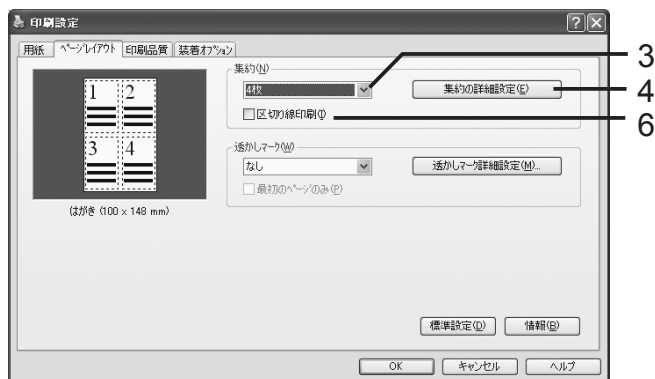 印刷設定
用紙 ページレイアウト 印刷品質 装着オプション
集約(N)
4枚 集約の詳細設定(E)
区切り線印刷(I)
透かしマーク(W)
なし 透かしマーク詳細設定(M)...
最初のページのみ(P)
1 2
3 4
はがき (100 x 148 mm)
標準設定(D) 情報(B)
OK キャンセル ヘルプ
3
4
6